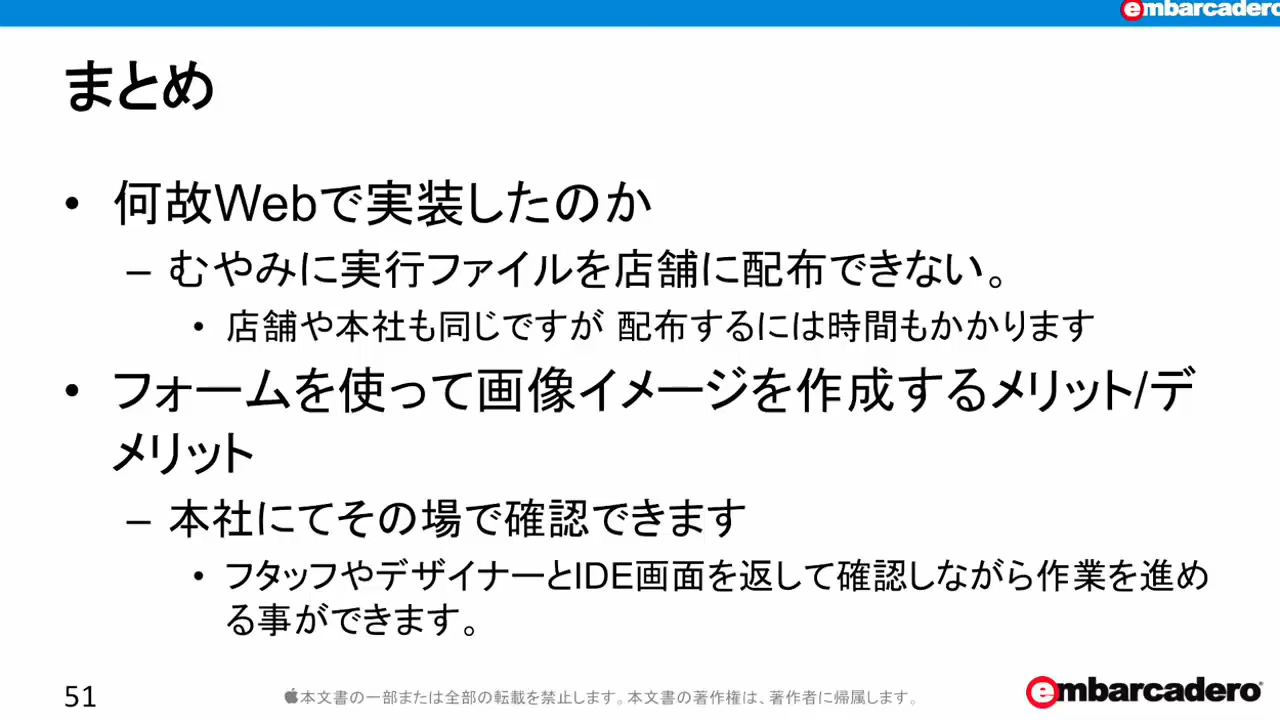 embarcadero
まとめ
• 何故Webで実装したのか
– むやみに実行ファイルを店舗に配布できない。
• 店舗や本社も同じですが 配布するには時間もかかります
• フォームを使って画像イメージを作成するメリット/デ
メリット
– 本社にてその場で確認できます
• フタッフやデザイナーとIDE画面を返して確認しながら作業を進め
る事ができます。
51
本文書の一部または全部の転載を禁止します。本文書の著作権は、著作者に帰属します。
embarcadero®